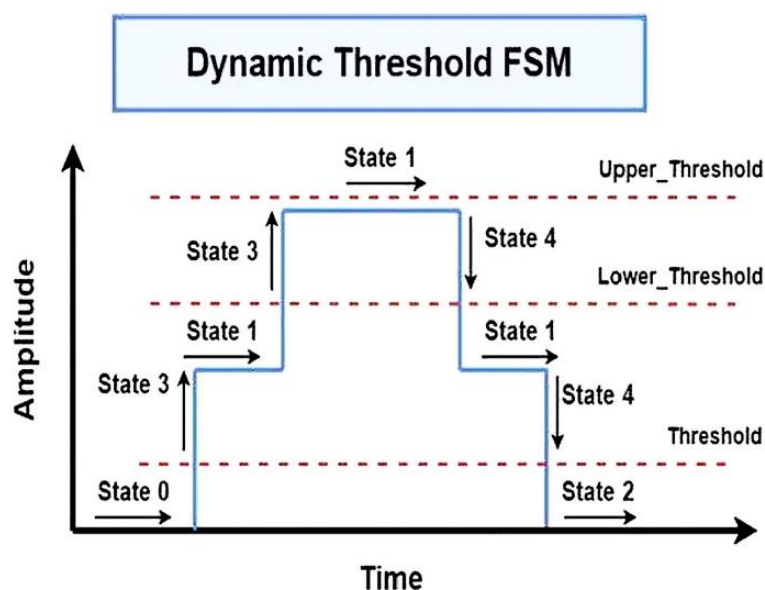 Dynamic Threshold FSM
State 1
Upper_Threshold
State 3
State 4
Lower_Threshold
State 1
State 1
State 3
State 4
Threshold
State 0
State 2
Amplitude
Time